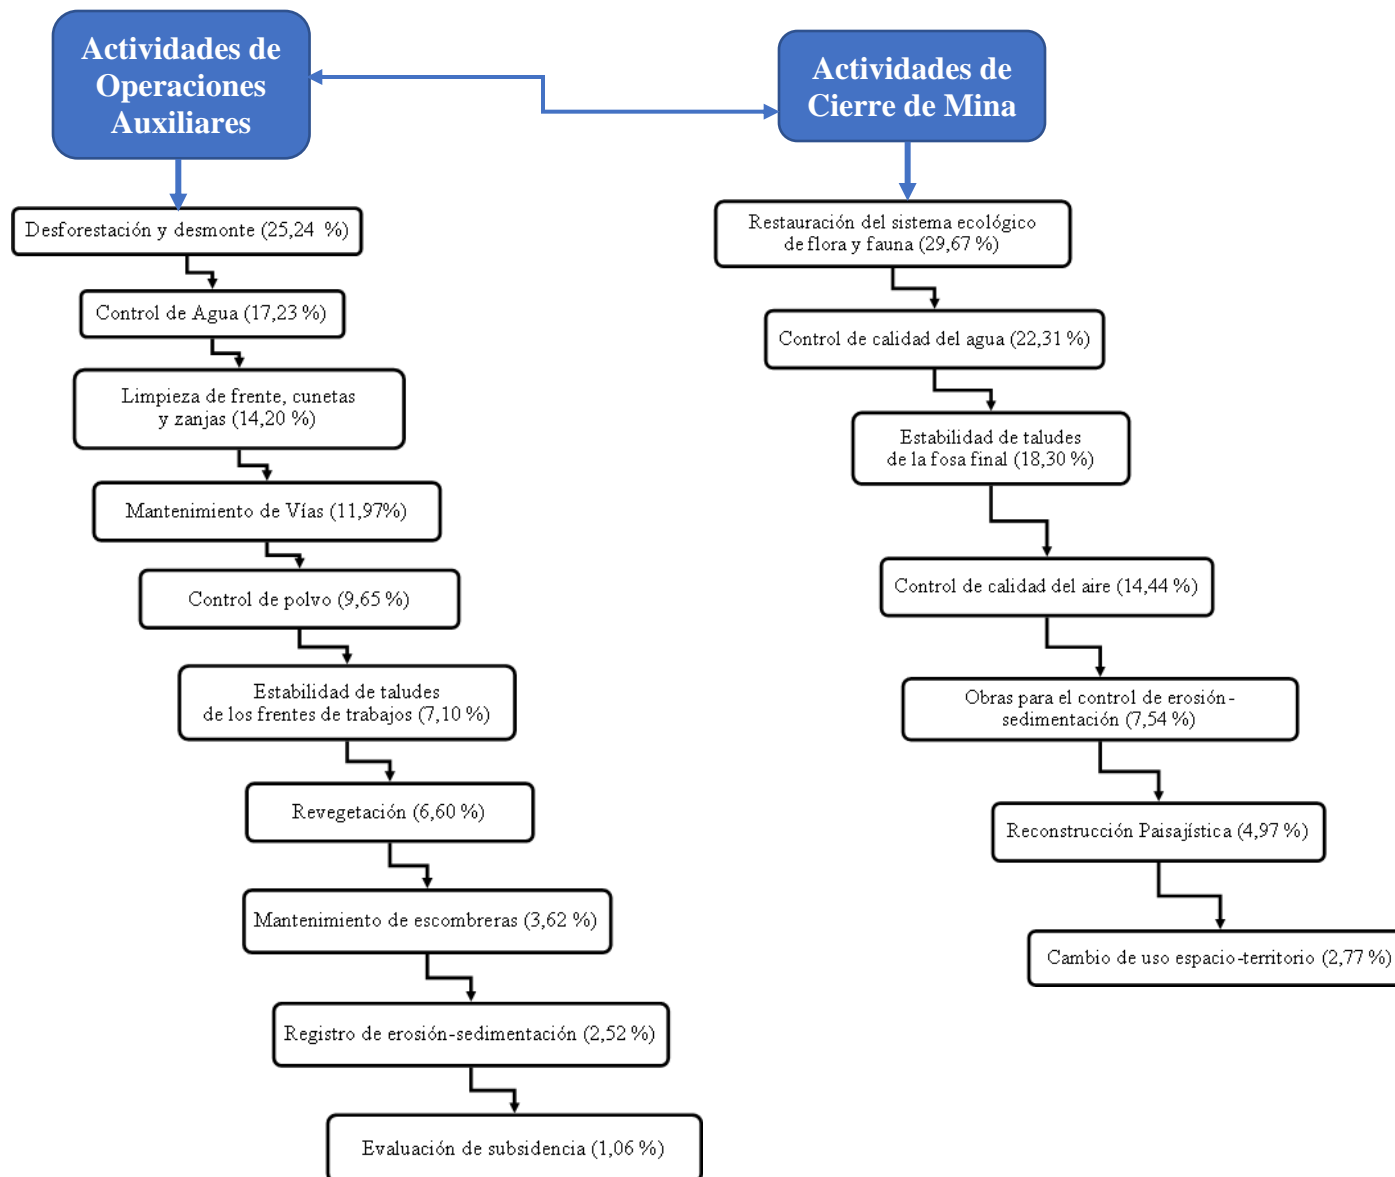 Actividades de
Operaciones
Auxiliares
Desforestación y desmonte (25,24 %)
Control de Agua (17,23 %)
Limpieza de frente, cunetas
y zanjas (14,20 %)
Mantenimiento de Vías (11,97%)
Control de polvo (9,65 %)
Estabilidad de taludes
de los frentes de trabajos (7,10 %)
Revegetación (6,60 %)
Mantenimiento de escombreras (3,62 %)
Registro de erosión-sedimentación (2,52 %)
Evaluación de subsidencia (1,06 %)
Actividades de
Cierre de Mina
Restauración del sistema ecológico
de flora y fauna (29,67 %)
Control de calidad del agua (22,31 %)
Estabilidad de taludes
de la fosa final (18,30 %)
Control de calidad del aire (14,44 %)
Obras para el control de erosión-
sedimentación (7,54 %)
Reconstrucción Paisajística (4,97 %)
Cambio de uso espacio-territorio (2,77 %)